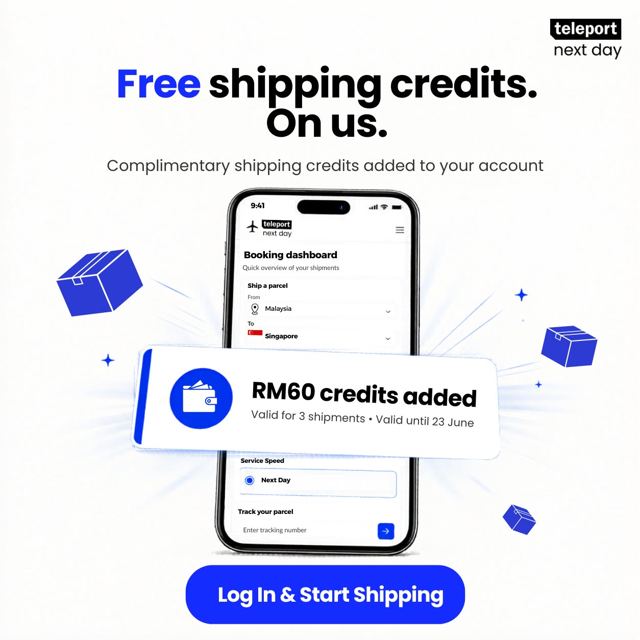 teleport
next day
Free shipping credits.
On us.
Complimentary shipping credits added to your account
9:41
teleport
next day
Booking dashboard
Quick overview of your shipments
Ship a parcel
From
Malaysia
To
Singapore
RM60 credits added
Valid for 3 shipments • Valid until 23 June
Service Speed
Next Day
Track your parcel
Enter tracking number
Log In & Start Shipping